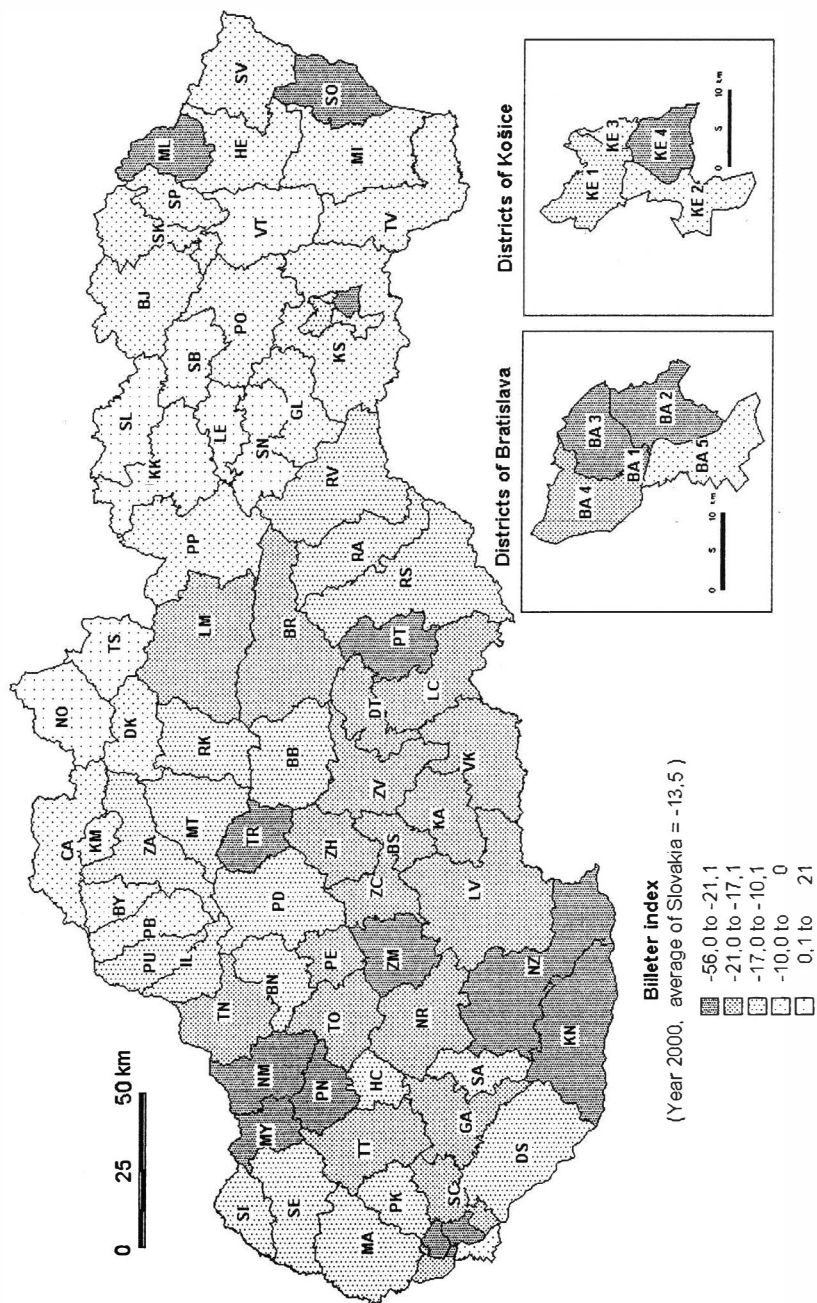 0 25 50 km
SI
SE
MA
PK
SC
DS
MY
NM
PN
TT
HC
GA
SA
TN
BN
TO
PE
NR
ZM
NZ
KN
PU
PB
BY
IL
CA
KM
ZA
MT
PD
TR
ZH
ZC
BS
LV
KA
ZV
VK
NO
TS
DK
RK
LM
BB
BR
DT
LC
PT
PP
RA
RS
RV
SL
KK
LE
SN
GL
SB
BJ
PO
KS
SK
SP
VT
TV
ML
HE
MI
SV
SO
Billeter index
(Year 2000, average of Slovakia = -13,5 )
-56,0 to -21,1
-21,0 to -17,1
-17,0 to -10,1
-10,0 to 0
0,1 to 21
Districts of Bratislava
BA 4
BA 3
BA 1
BA 2
BA 5
0 5 10 km
Districts of Košice
KE 1
KE 3
KE 4
KE 2
0 5 10 km